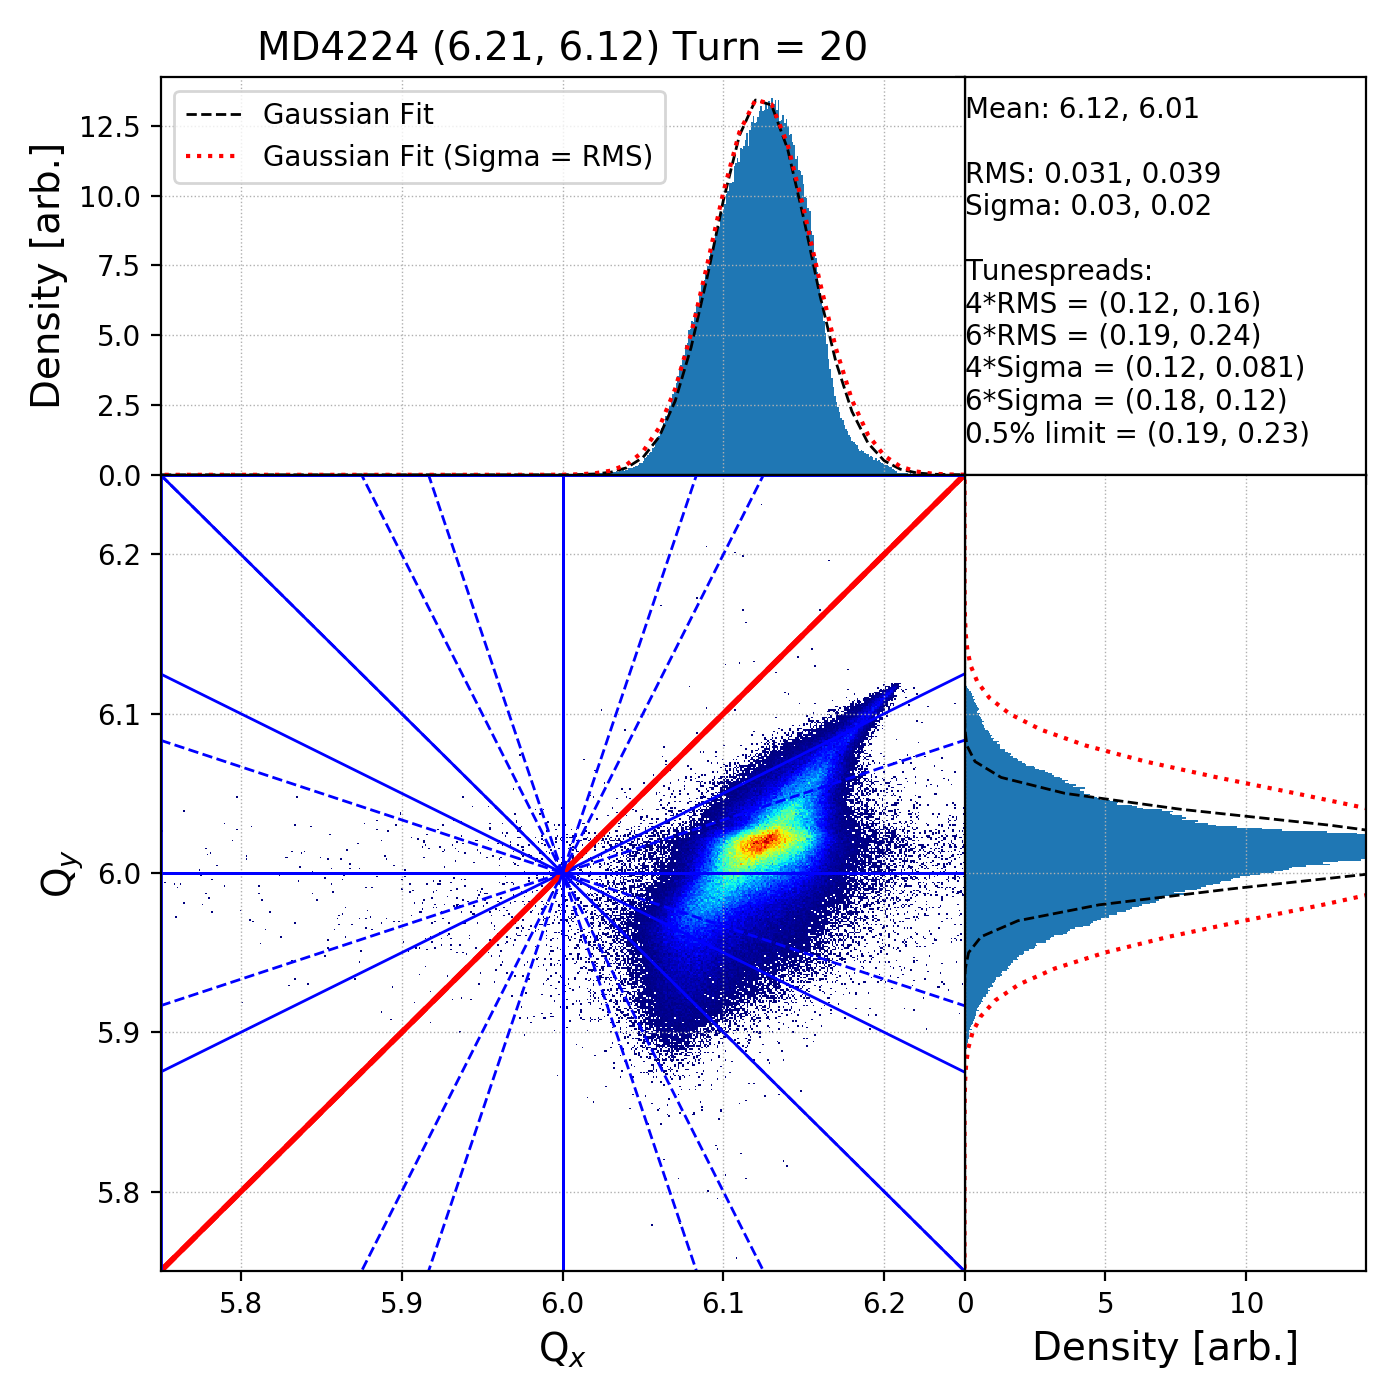 MD4224 (6.21, 6.12) Turn = 20
Density [arb.]
12.5
10.0
7.5
5.0
2.5
0.0
Gaussian Fit
Gaussian Fit (Sigma = RMS)
Mean: 6.12, 6.01
RMS: 0.031, 0.039
Sigma: 0.03, 0.02
Tunespreads:
4*RMS = (0.12, 0.16)
6*RMS = (0.19, 0.24)
4*Sigma = (0.12, 0.081)
6*Sigma = (0.18, 0.12)
0.5% limit = (0.19, 0.23)
Qy
6.2
6.1
6.0
5.9
5.8
5.8 5.9 6.0 6.1 6.2
Qx
0 5 10
Density [arb.]